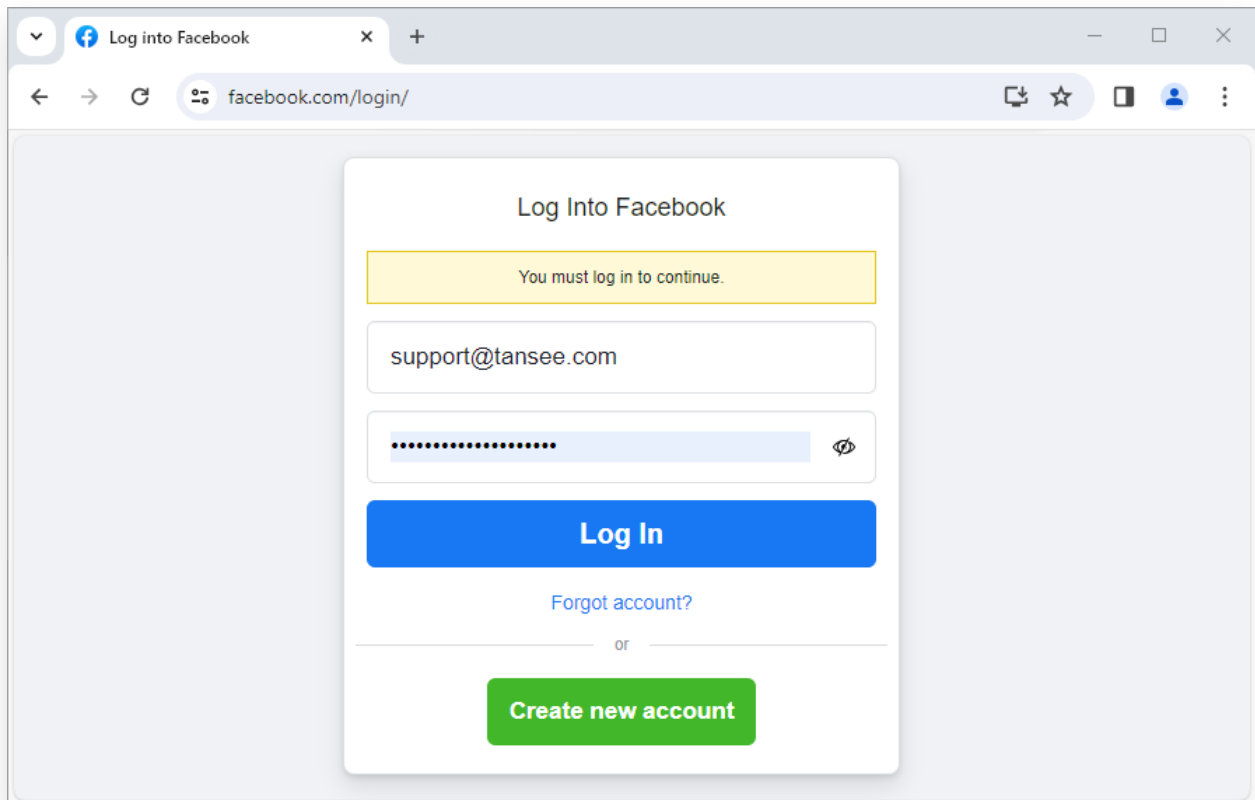 Log into Facebook
facebook.com/login/
Log Into Facebook
You must log in to continue.
support@tansee.com
••••••••••••••••••••
Log In
Forgot account?
or
Create new account